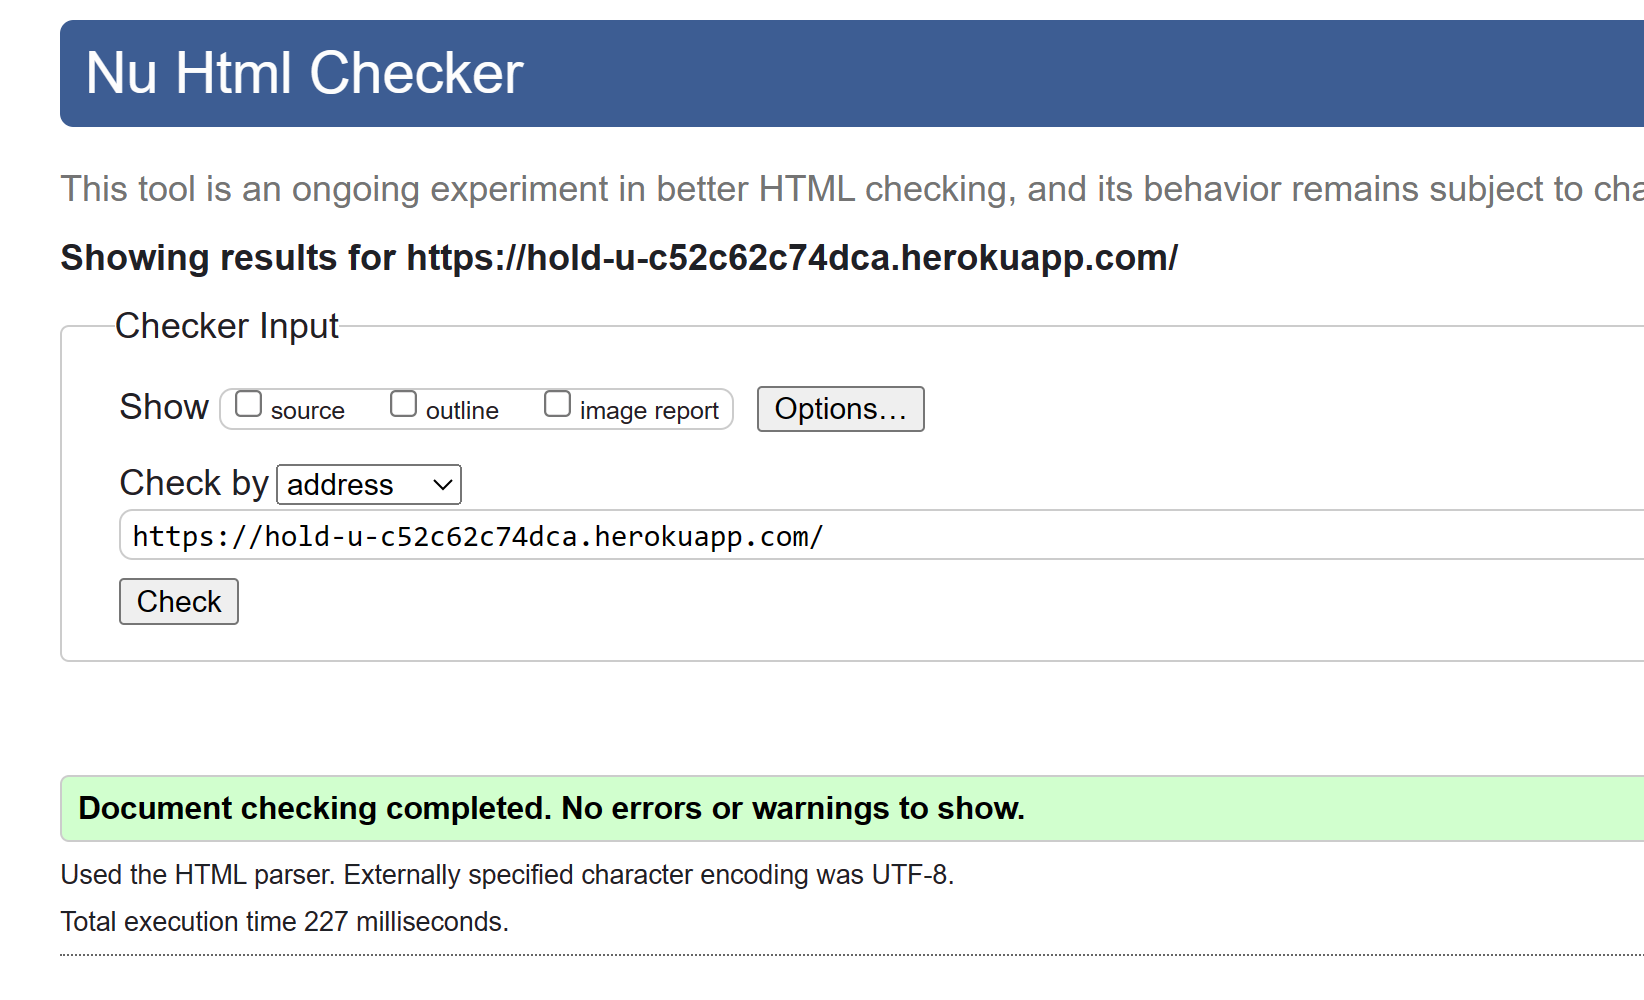 Nu Html Checker
This tool is an ongoing experiment in better HTML checking, and its behavior remains subject to
Showing results for https://hold-u-c52c62c74dca.herokuapp.com/
Checker Input
Show source outline image report Options…
Check by address
https://hold-u-c52c62c74dca.herokuapp.com/
Check
Document checking completed. No errors or warnings to show.
Used the HTML parser. Externally specified character encoding was UTF-8.
Total execution time 227 milliseconds.